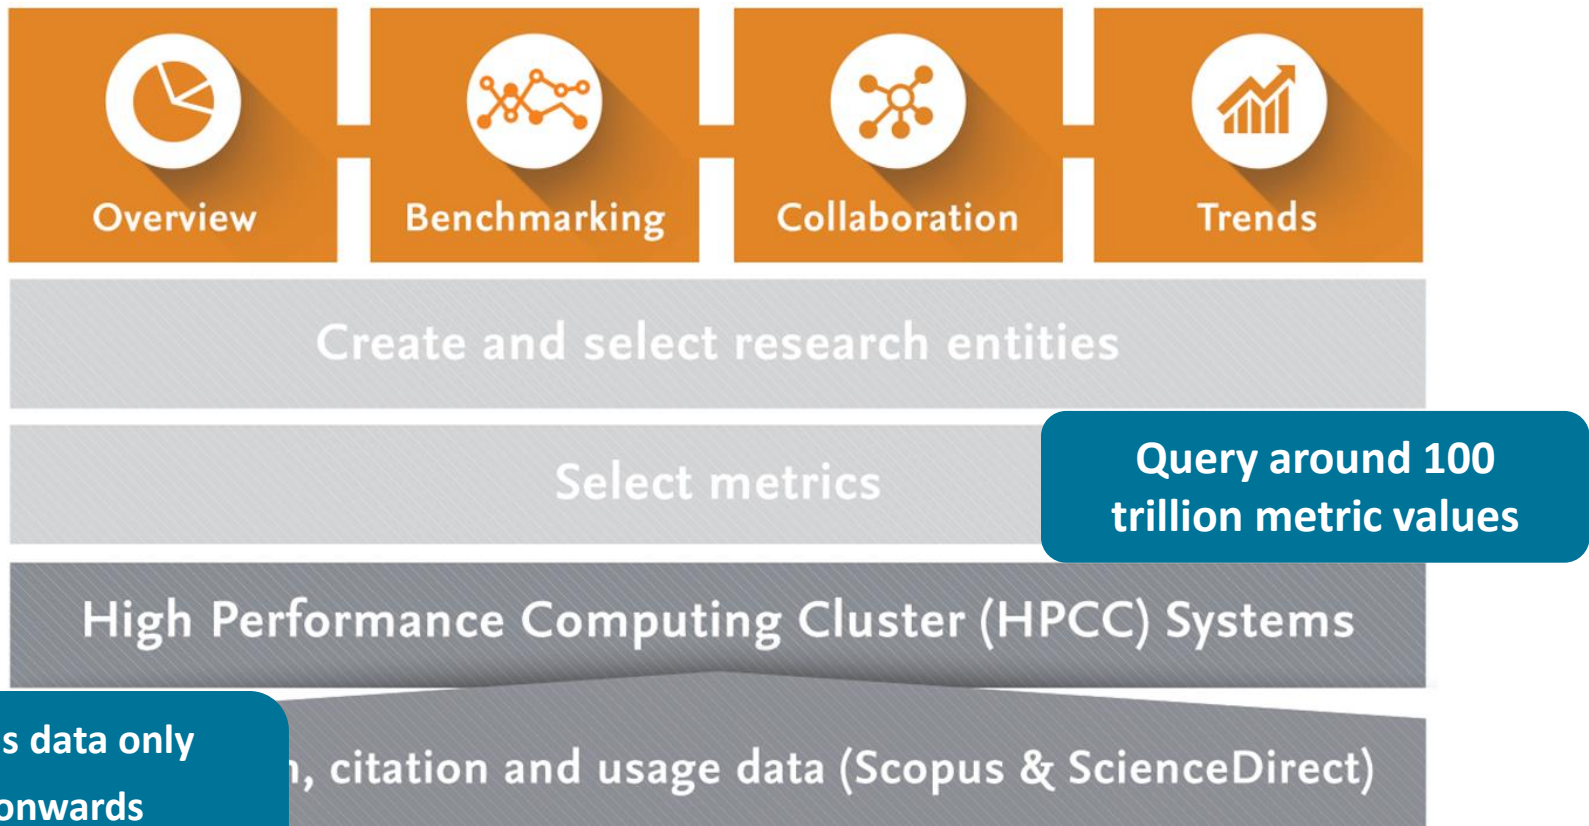 Overview
Benchmarking
Collaboration
Trends
Create and select research entities
Select metrics
Query around 100
trillion metric values
High Performance Computing Cluster (HPCC) Systems
data only
onwards
, citation and usage data (Scopus & ScienceDirect)